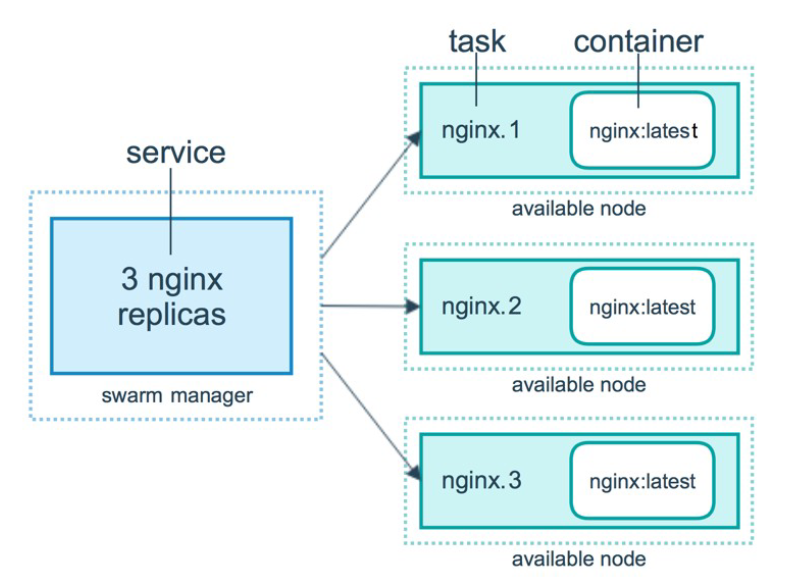 task
container
nginx.1
nginx:latest
available node
service
3 nginx
replicas
swarm manager
nginx.2
nginx:latest
available node
nginx.3
nginx:latest
available node